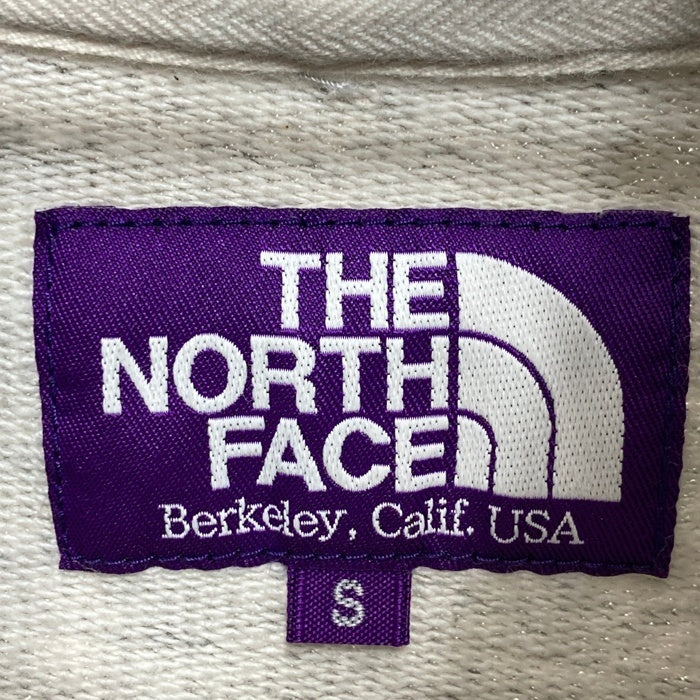 THE
NORTH
FACE
Berkeley, Calif. USA
S